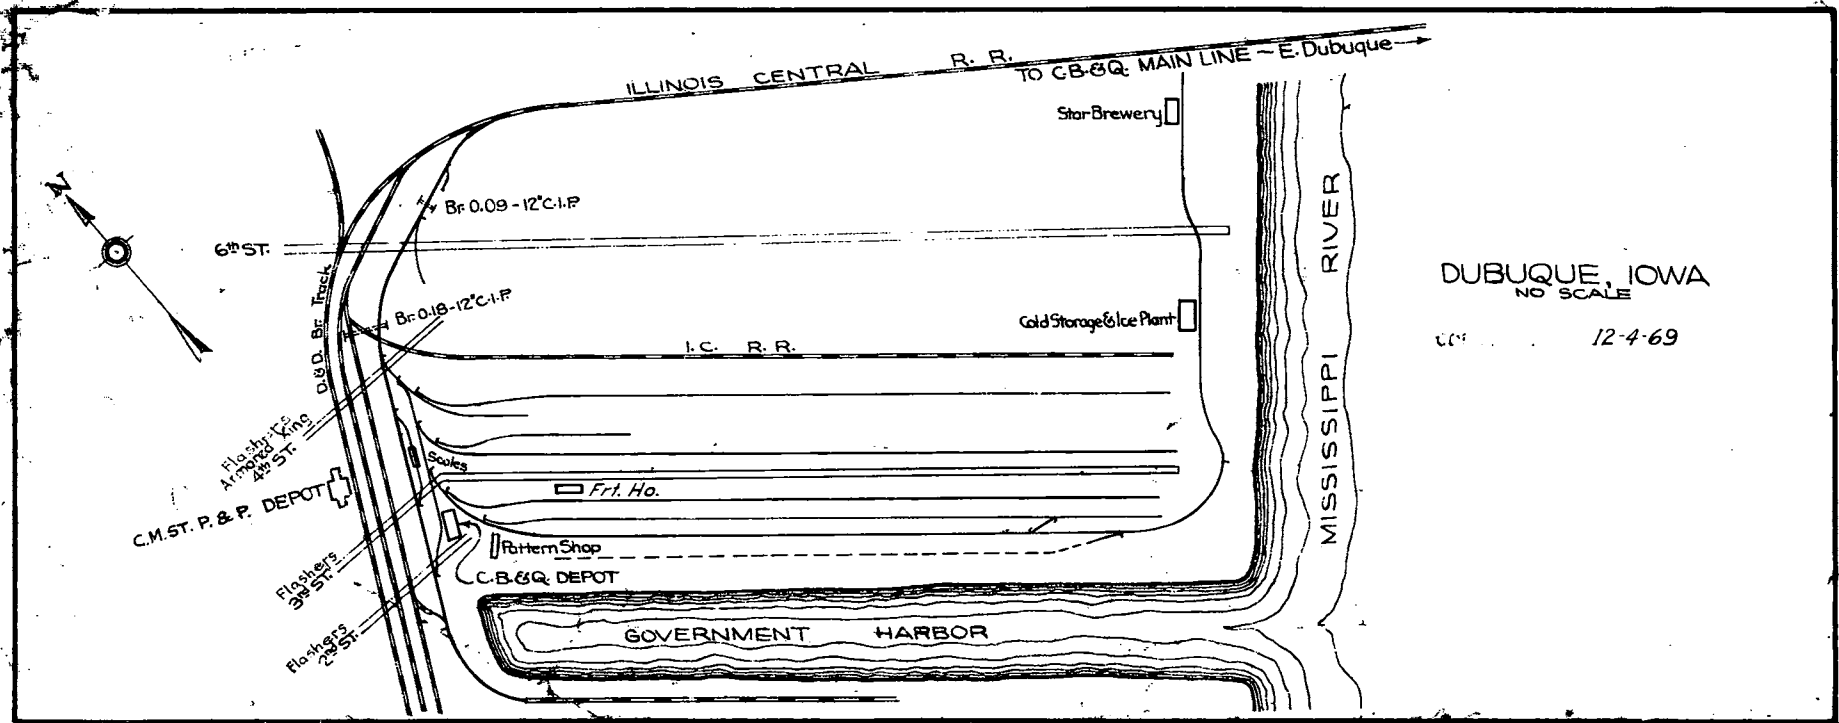 ILLINOIS CENTRAL R. R.
TO C.B.&Q. MAIN LINE ~ E. Dubuque
Star Brewery
N
Br. 0.09 - 12" C.I.P.
6th ST.
D.&D. Br. Track
Br. 0.18 - 12" C.I.P.
Cold Storage & Ice Plant
I.C. R.R.
MISSISSIPPI RIVER
DUBUQUE, IOWA
NO SCALE
12-4-69
Flashers
Armored Xing
4th ST.
Scales
C.M. ST. P. & P. DEPOT
Frt. Ho.
Pattern Shop
C.B.&Q. DEPOT
Flashers
3rd ST.
Flashers
2nd ST.
GOVERNMENT HARBOR